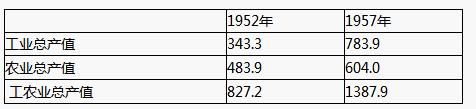 1952年 1957年
工业总产值 343.3 783.9
农业总产值 483.9 604.0
工农业总产值 827.2 1387.9